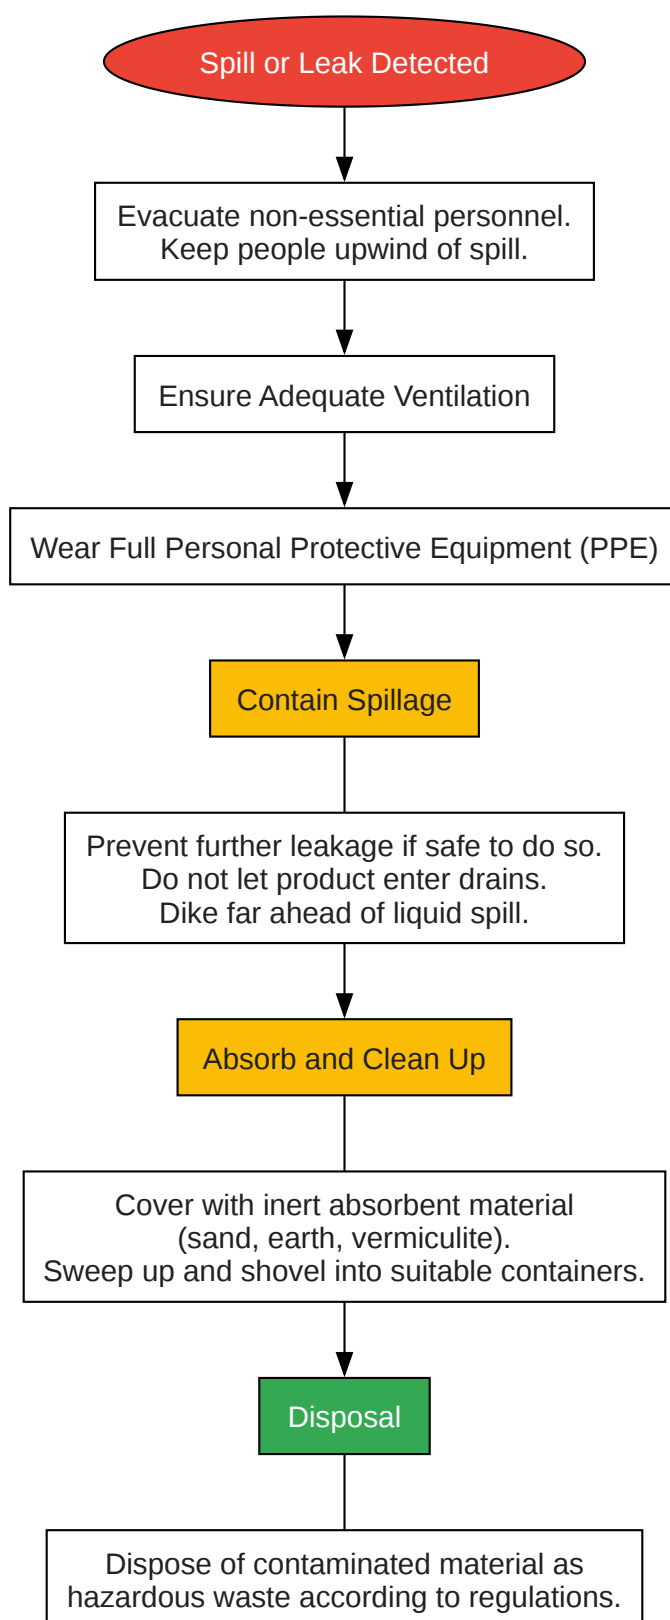 Spill or Leak Detected
Evacuate non-essential personnel.
Keep people upwind of spill.
Ensure Adequate Ventilation
Wear Full Personal Protective Equipment (PPE)
Contain Spillage
Prevent further leakage if safe to do so.
Do not let product enter drains.
Dike far ahead of liquid spill.
Absorb and Clean Up
Cover with inert absorbent material
(sand, earth, vermiculite).
Sweep up and shovel into suitable containers.
Disposal
Dispose of contaminated material as
hazardous waste according to regulations.